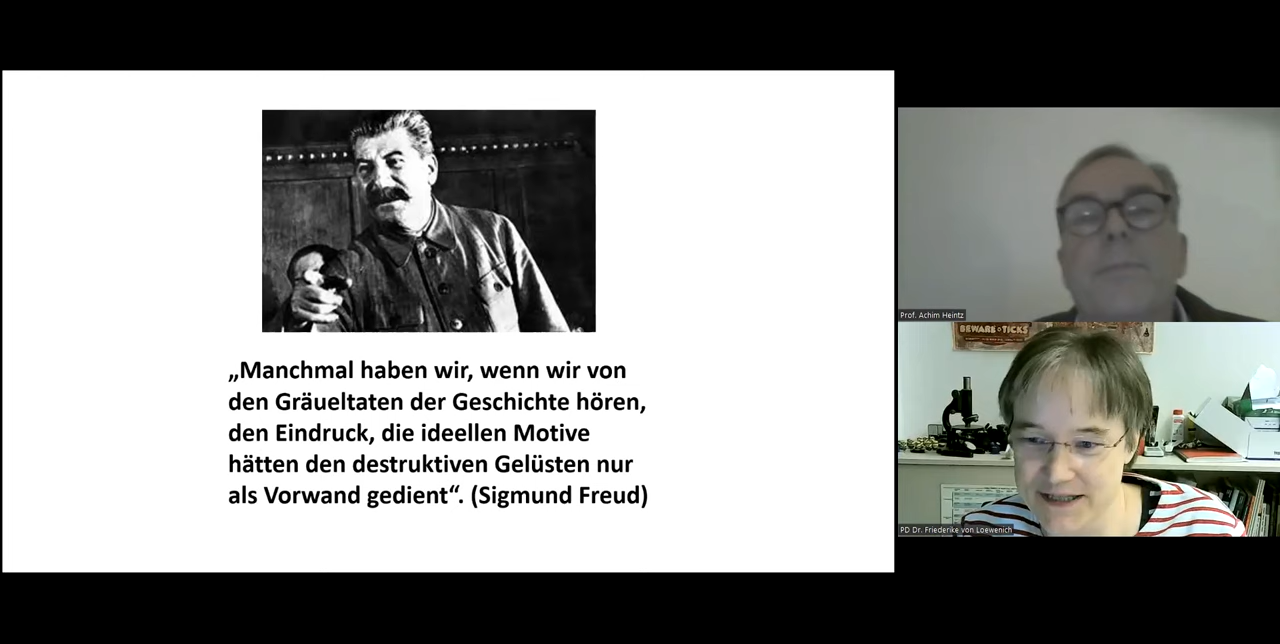 „Manchmal haben wir, wenn wir von
den Gräueltaten der Geschichte hören,
den Eindruck, die ideellen Motive
hätten den destruktiven Gelüsten nur
als Vorwand gedient“. (Sigmund Freud)
Prof. Achim Heintz
BEWARE TICKS
PD Dr. Friederike von Loewenich